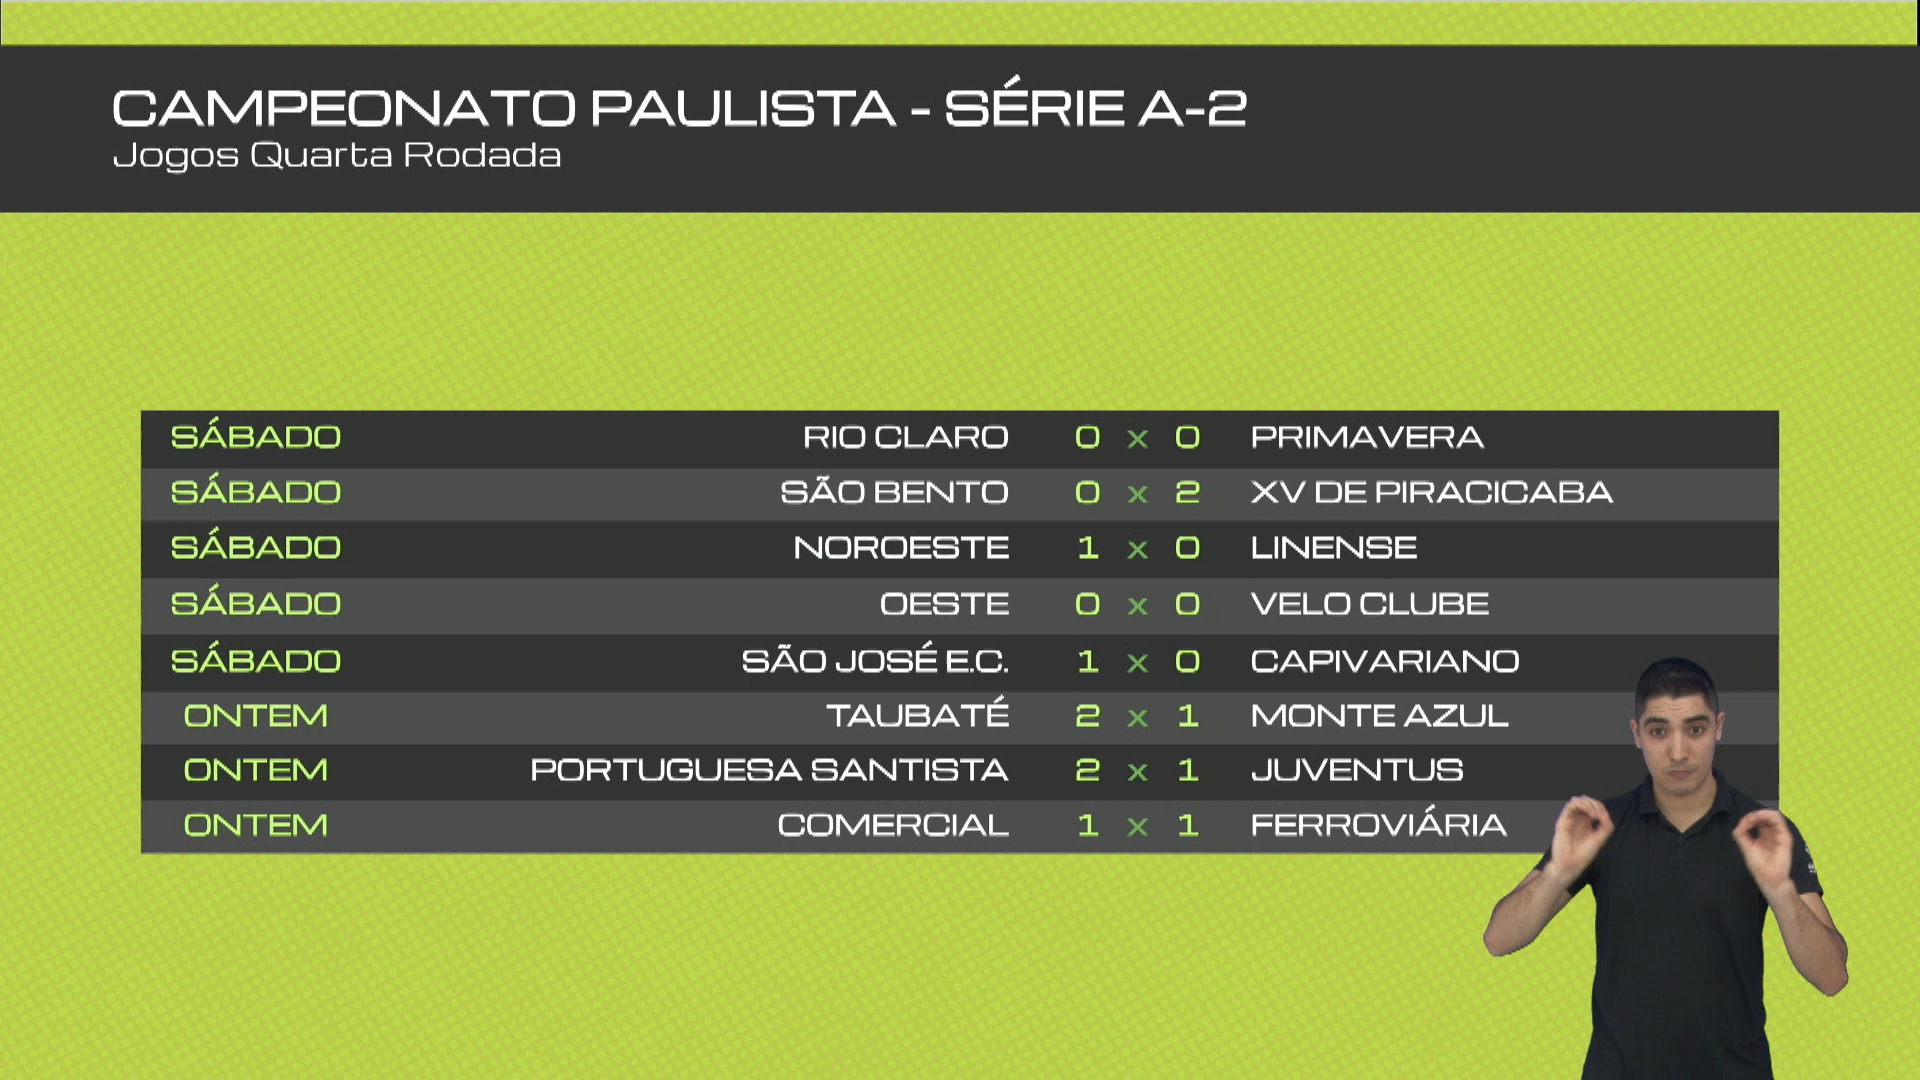 CAMPEONATO PAULISTA - SÉRIE A-2
Jogos Quarta Rodada
SÁBADO RIO CLARO 0 x 0 PRIMAVERA
SÁBADO SÃO BENTO 0 x 2 XV DE PIRACICABA
SÁBADO NOROESTE 1 x 0 LINENSE
SÁBADO OESTE 0 x 0 VELO CLUBE
SÁBADO SÃO JOSÉ E.C. 1 x 0 CAPIVARIANO
ONTEM TAUBATÉ 2 x 1 MONTE AZUL
ONTEM PORTUGUESA SANTISTA 2 x 1 JUVENTUS
ONTEM COMERCIAL 1 x 1 FERROVIÁRIA